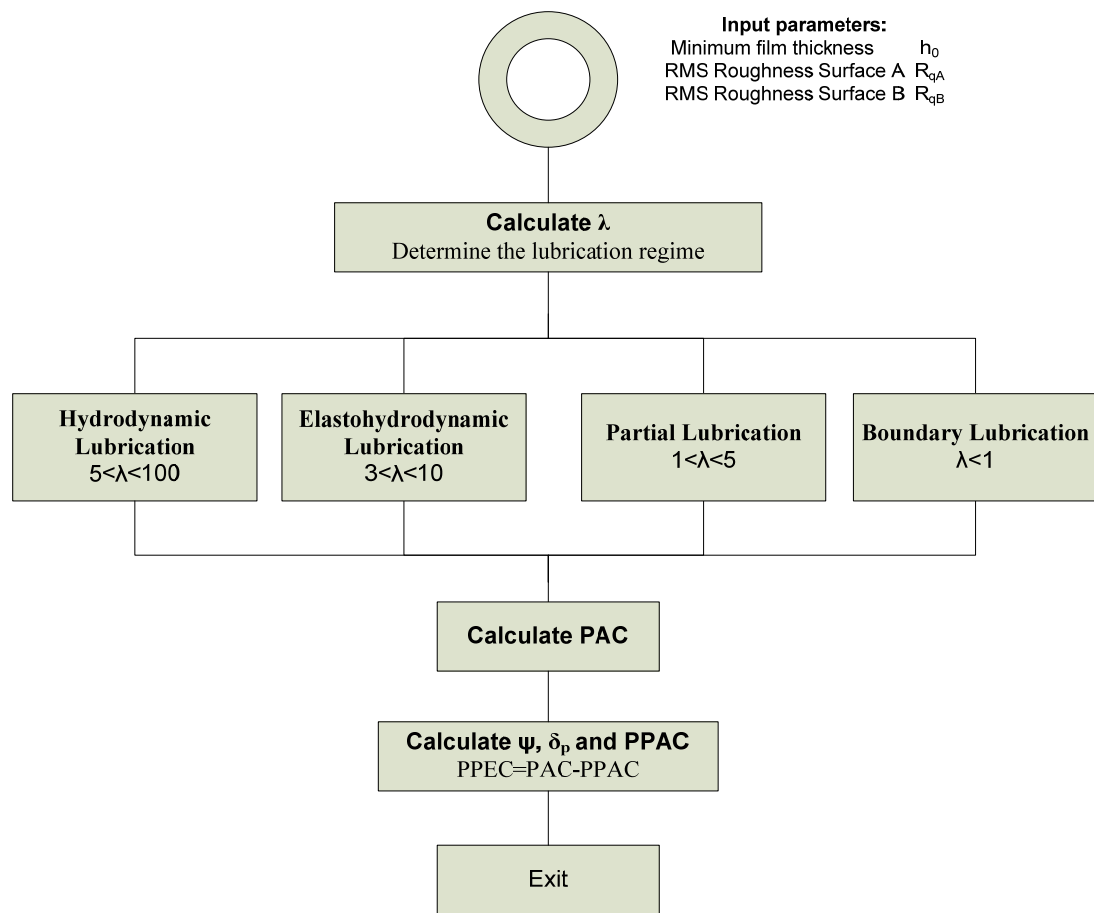 Input parameters:
Minimum film thickness h₀
RMS Roughness Surface A R_qA
RMS Roughness Surface B R_qB
Calculate λ
Determine the lubrication regime
Hydrodynamic
Lubrication
5<λ<100
Elastohydrodynamic
Lubrication
3<λ<10
Partial Lubrication
1<λ<5
Boundary Lubrication
λ<1
Calculate PAC
Calculate ψ, δₚ and PPAC
PPEC=PAC-PPAC
Exit